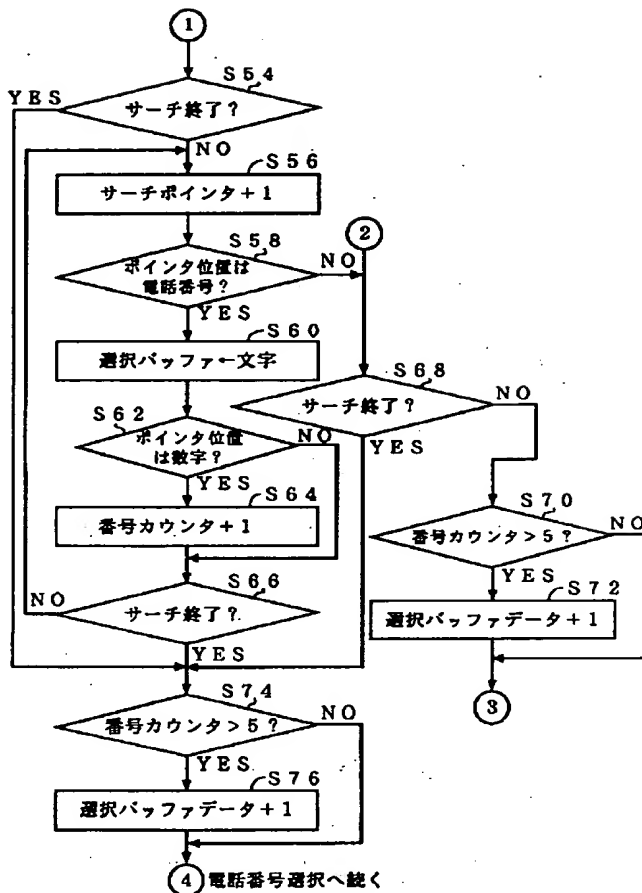 1
S54
YES
サーチ終了?
NO
S56
サーチポインタ+1
2
S58
ポインタ位置は
電話番号?
NO
YES
S60
選択バッファ←文字
S68
サーチ終了?
NO
YES
S62
ポインタ位置
は数字?
NO
YES
S64
番号カウンタ+1
S70
番号カウンタ>5?
NO
YES
S66
NO
サーチ終了?
YES
S72
選択バッファデータ+1
3
S74
番号カウンタ>5?
NO
YES
S76
選択バッファデータ+1
4 電話番号選択へ続く